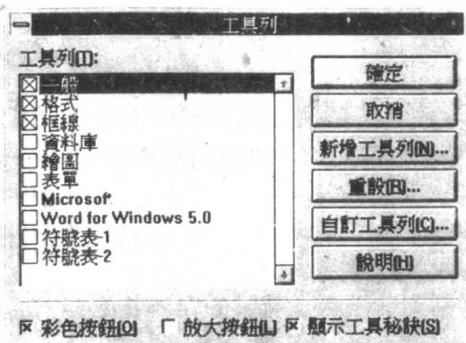 工具列
工具列(T):
一般
格式
框線
資料庫
繪圖
表單
Microsoft
Word for Windows 5.0
符號表-1
符號表-2
確定
取消
新增工具列(N)...
重設(R)...
自訂工具列(C)...
說明(H)
彩色按鈕(O) 放大按鈕(L) 顯示工具秘訣(S)